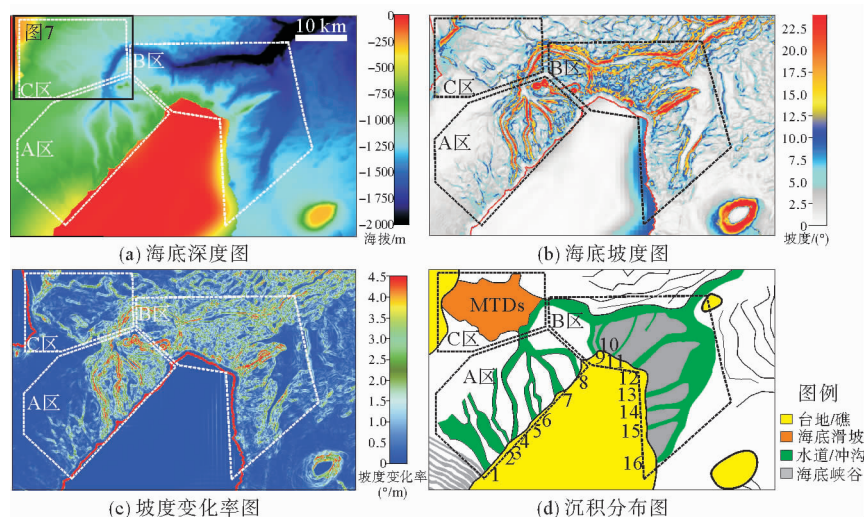 图7
10 km
B区
C区
A区
0
−250
−500
−750
−1 000
−1 250
−1 500
−1 750
−2 000
海拔/m
(a) 海底深度图
B区
C区
A区
22.5
20.0
17.5
15.0
12.5
10.0
7.5
5.0
2.5
0
坡度/(°)
(b) 海底坡度图
B区
C区
A区
4.5
4.0
3.5
3.0
2.5
2.0
1.5
1.0
0.5
0
坡度变化率
(°/m)
(c) 坡度变化率图
MTDs
B区
C区
A区
1
2
3
4
5
6
7
8
9
10
11
12
13
14
15
16
图例
台地/礁
海底滑坡
水道/冲沟
海底峡谷
(d) 沉积分布图